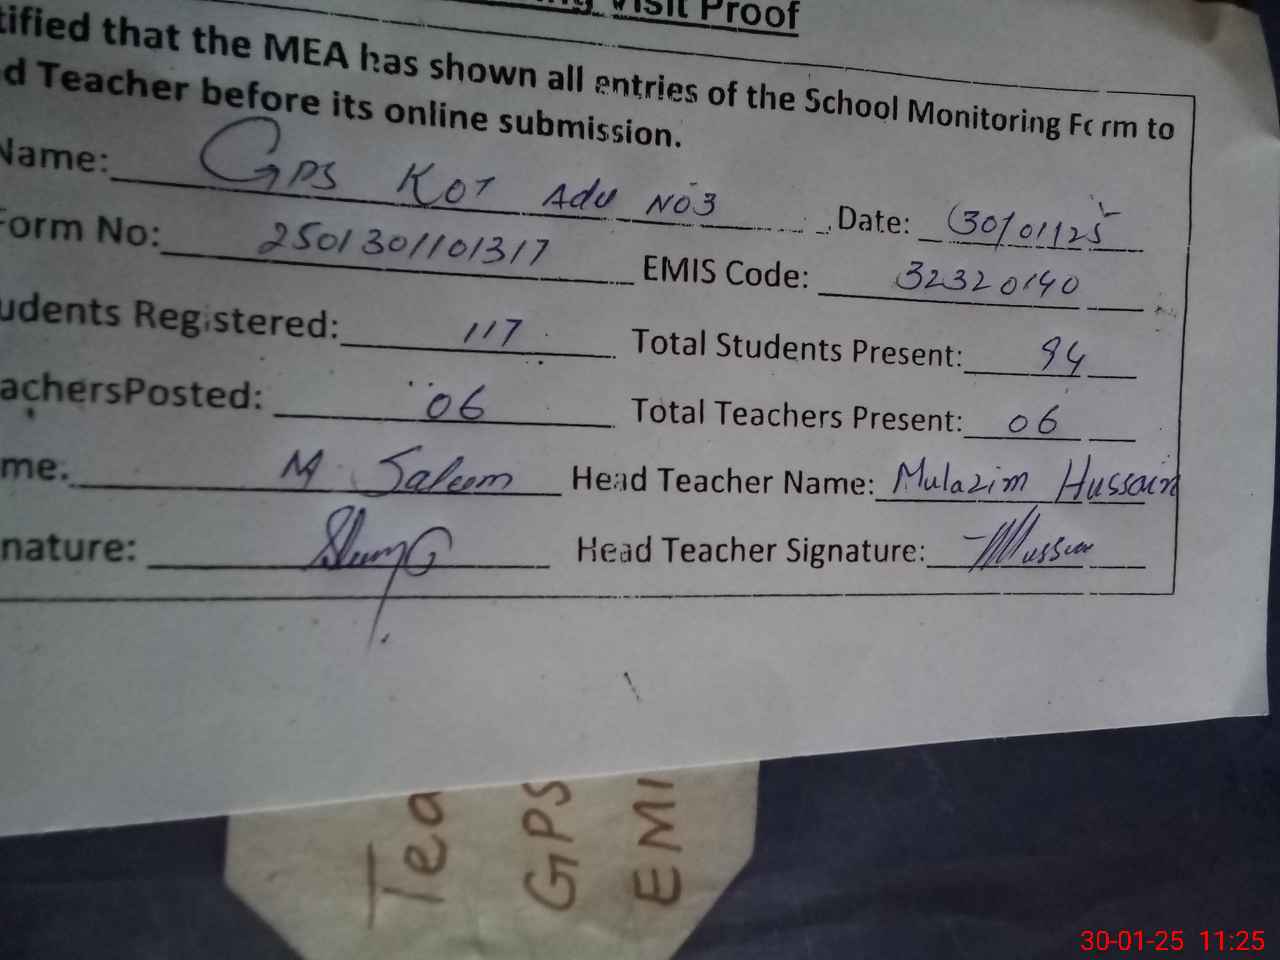 ng Visit Proof
tified that the MEA has shown all entries of the School Monitoring Form to
d Teacher before its online submission.
Name: GPS KOT Adu NO3 Date: 30/01/25
Form No: 2501301101317 EMIS Code: 32320140
udents Registered: 117 Total Students Present: 94
achersPosted: 06 Total Teachers Present: 06
me. M Saleem Head Teacher Name: Mulazim Hussain
nature: Head Teacher Signature: Hussain
Tea
GPS
EMI
30-01-25 11:25